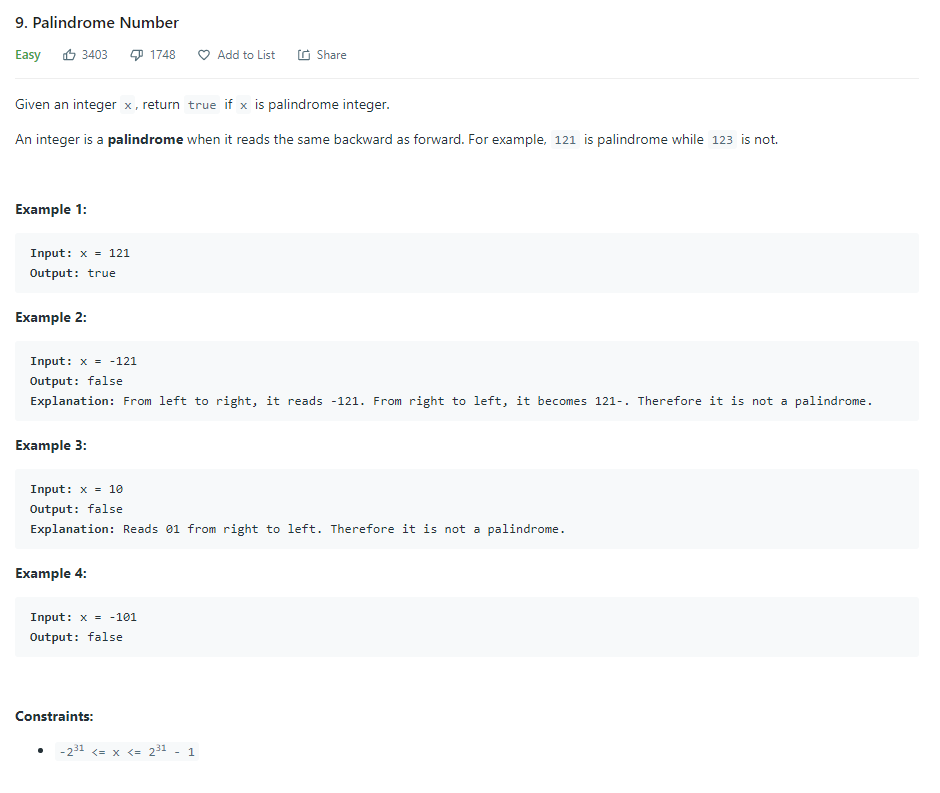 9. Palindrome Number
Easy 3403 1748 Add to List Share
Given an integer x, return true if x is palindrome integer.
An integer is a palindrome when it reads the same backward as forward. For example, 121 is palindrome while 123 is not.
Example 1:
Input: x = 121
Output: true
Example 2:
Input: x = -121
Output: false
Explanation: From left to right, it reads -121. From right to left, it becomes 121-. Therefore it is not a palindrome.
Example 3:
Input: x = 10
Output: false
Explanation: Reads 01 from right to left. Therefore it is not a palindrome.
Example 4:
Input: x = -101
Output: false
Constraints:
• -2³¹ <= x <= 2³¹ - 1